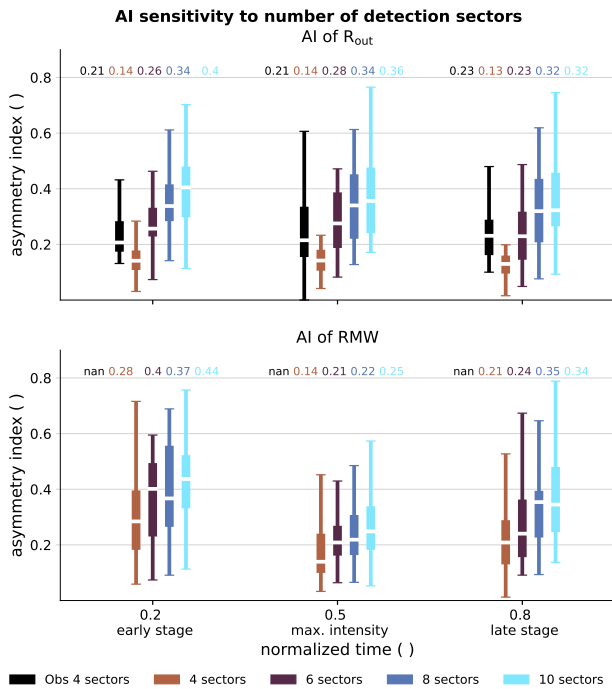 AI sensitivity to number of detection sectors
AI of Rout
0.8
0.6
0.4
0.2
asymmetry index ( )
0.21 0.14 0.26 0.34 0.4
0.21 0.14 0.28 0.34 0.36
0.23 0.13 0.23 0.32 0.32
AI of RMW
0.8
0.6
0.4
0.2
asymmetry index ( )
nan 0.28 0.4 0.37 0.44
nan 0.14 0.21 0.22 0.25
nan 0.21 0.24 0.35 0.34
0.2 0.5 0.8
early stage max. intensity late stage
normalized time ( )
Obs 4 sectors 4 sectors 6 sectors 8 sectors 10 sectors